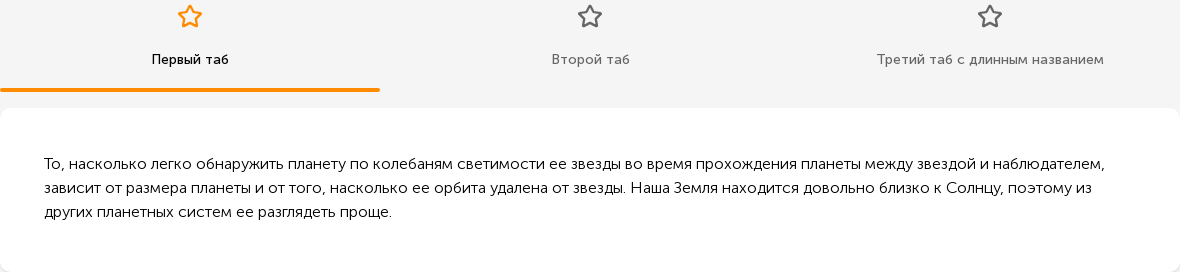 Первый таб
Второй таб
Третий таб с длинным названием
То, насколько легко обнаружить планету по колебаням светимости ее звезды во время прохождения планеты между звездой и наблюдателем,
зависит от размера планеты и от того, насколько ее орбита удалена от звезды. Наша Земля находится довольно близко к Солнцу, поэтому из
других планетных систем ее разглядеть проще.